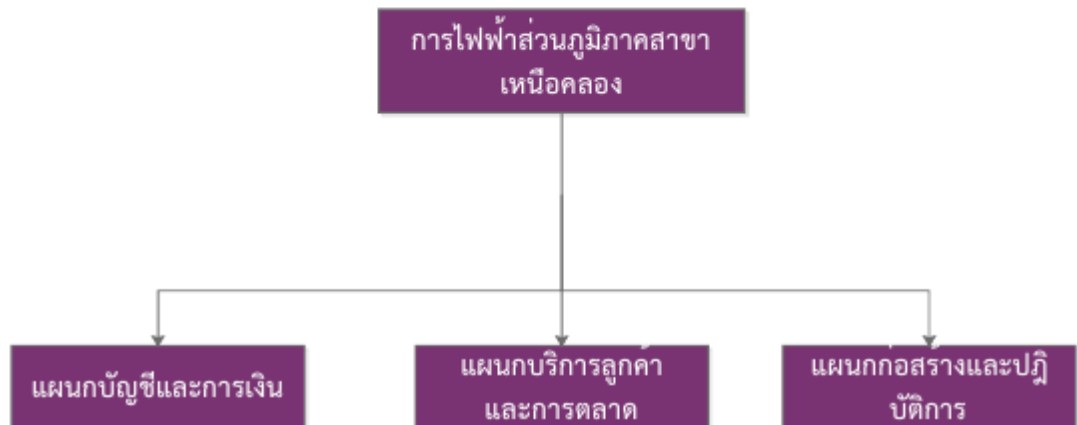 การไฟฟ้าส่วนภูมิภาคสาขา
เหนือคลอง
แผนกบัญชีและการเงิน
แผนกบริการลูกค้า
และการตลาด
แผนกก่อสร้างและปฎิ
บัติการ